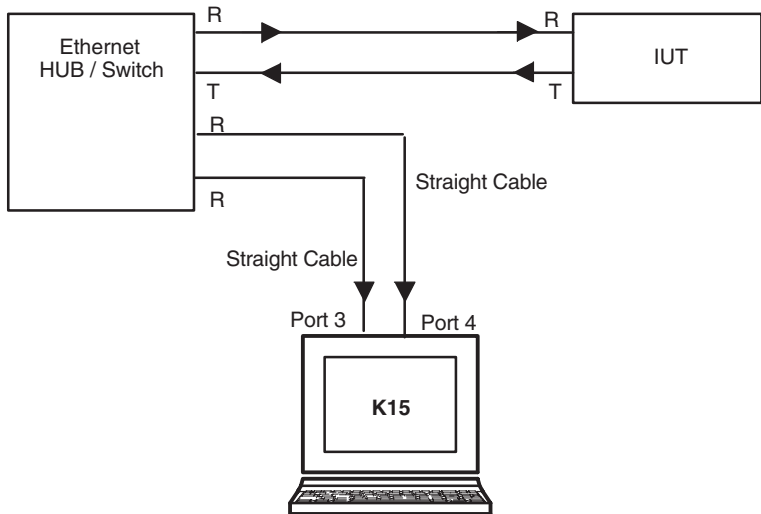 R
R
Ethernet
HUB / Switch
IUT
T
T
R
Straight Cable
R
Straight Cable
Port 3
Port 4
K15